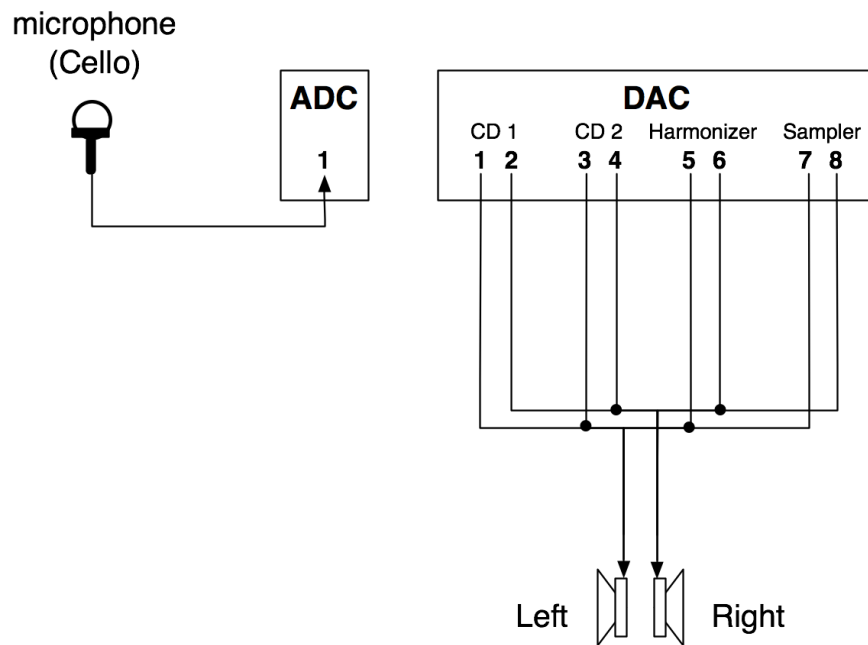 microphone
(Cello)
ADC
1
DAC
CD 1 CD 2 Harmonizer Sampler
1 2 3 4 5 6 7 8
Left Right